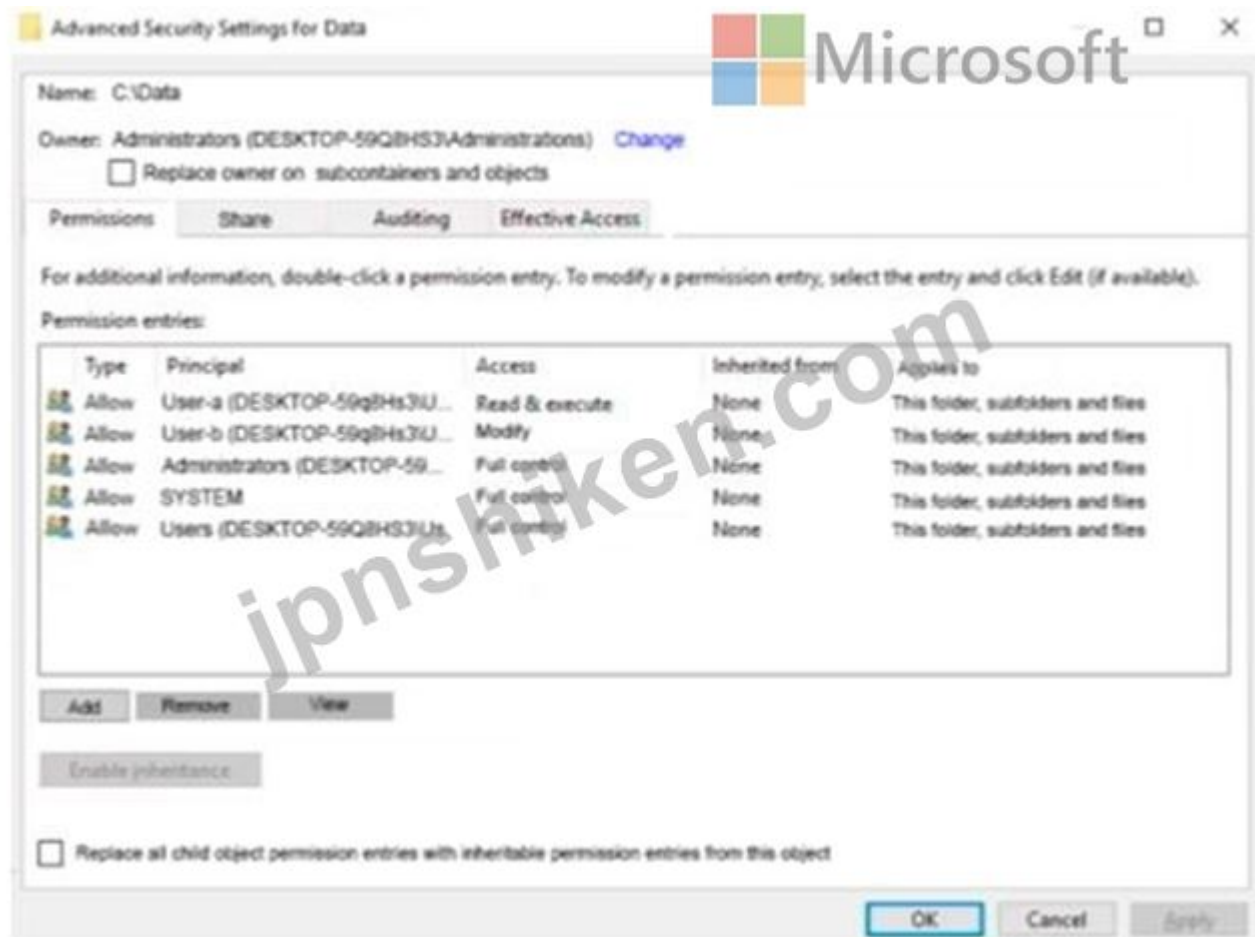 Advanced Security Settings for Data
Microsoft
Name: C:\Data
Owner: Administrators (DESKTOP-59Q8HS3\Administrations) Change
Replace owner on subcontainers and objects
Permissions Share Auditing Effective Access
For additional information, double-click a permission entry. To modify a permission entry, select the entry and click Edit (if available).
Permission entries:
Type Principal Access Inherited from Applies to
Allow User-a (DESKTOP-59q8Hs3\U... Read & execute None This folder, subfolders and files
Allow User-b (DESKTOP-59q8Hs3\U... Modify None This folder, subfolders and files
Allow Administrators (DESKTOP-59... Full control None This folder, subfolders and files
Allow SYSTEM Full control None This folder, subfolders and files
Allow Users (DESKTOP-59Q8HS3\Us... Full control None This folder, subfolders and files
jpnshiken.com
Add Remove View
Enable inheritance
Replace all child object permission entries with inheritable permission entries from this object
OK Cancel Apply